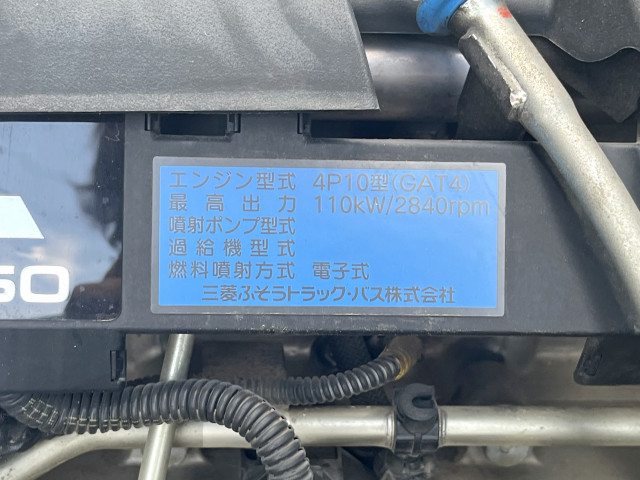 エンジン型式 4P10型(GAT4)
最高出力 110kW/2840rpm
噴射ポンプ型式
過給機型式
燃料噴射方式 電子式
三菱ふそうトラック・バス株式会社
50